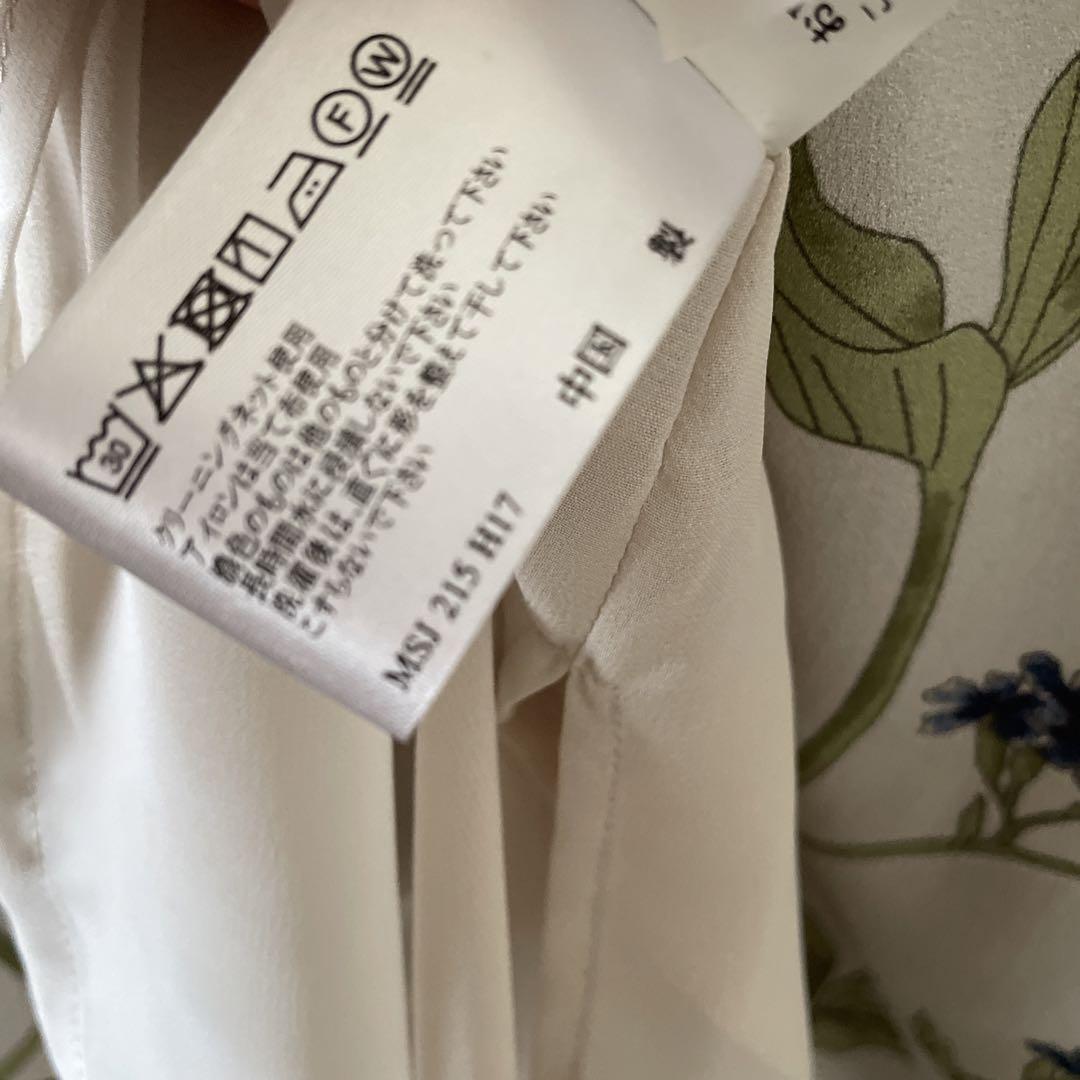 30
F
W
クリーニングネット使用
アイロンは当て布使用
濃色のものは他のものと分けて洗って下さい
長時間水に浸漬しないで下さい
洗濯後は、直ぐに形を整えて干して下さい
こすらないで下さい
中国 製
MSJ 215 H17